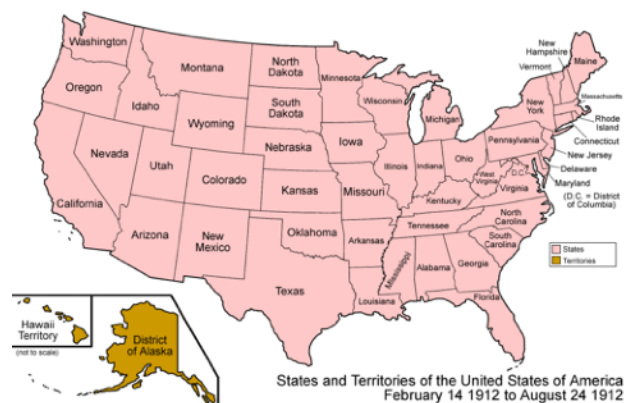 Washington
Oregon
California
Nevada
Idaho
Montana
Wyoming
Utah
Arizona
Colorado
New
Mexico
North
Dakota
South
Dakota
Nebraska
Kansas
Oklahoma
Texas
Minnesota
Iowa
Missouri
Arkansas
Louisiana
Wisconsin
Illinois
Michigan
Indiana
Ohio
Kentucky
Tennessee
Mississippi
Alabama
Georgia
Florida
South
Carolina
North
Carolina
Virginia
West
Virginia
D.C.
Pennsylvania
New
York
Vermont
New
Hampshire
Maine
Massachusetts
Rhode
Island
Connecticut
New Jersey
Delaware
Maryland
(D.C. = District
of Columbia)
States
Territories
Hawaii
Territory
(not to scale)
District
of Alaska
States and Territories of the United States of America
February 14 1912 to August 24 1912